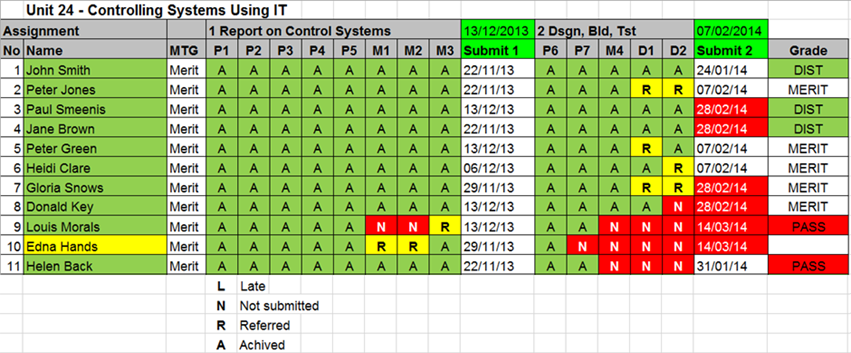 Unit 24 - Controlling Systems Using IT
Assignment 1 Report on Control Systems 13/12/2013 2 Dsgn, Bld, Tst 07/02/2014
No Name MTG P1 P2 P3 P4 P5 M1 M2 M3 Submit 1 P6 P7 M4 D1 D2 Submit 2 Grade
1 John Smith Merit A A A A A A A A 22/11/13 A A A A A 24/01/14 DIST
2 Peter Jones Merit A A A A A A A A 22/11/13 A A A R R 07/02/14 MERIT
3 Paul Smeenis Merit A A A A A A A A 13/12/13 A A A A A 28/02/14 DIST
4 Jane Brown Merit A A A A A A A A 22/11/13 A A A A A 28/02/14 DIST
5 Peter Green Merit A A A A A A A A 13/12/13 A A A R A 07/02/14 MERIT
6 Heidi Clare Merit A A A A A A A A 06/12/13 A A A A R 07/02/14 MERIT
7 Gloria Snows Merit A A A A A A A A 29/11/13 A A A R R 28/02/14 MERIT
8 Donald Key Merit A A A A A A A A 13/12/13 A A A A N 28/02/14 MERIT
9 Louis Morals Merit A A A A A N N R 13/12/13 A A N N N 14/03/14 PASS
10 Edna Hands Merit A A A A A R R A 29/11/13 A N N N N 14/03/14
11 Helen Back Merit A A A A A A A A 22/11/13 A A N N N 31/01/14 PASS
L Late
N Not submitted
R Referred
A Achived